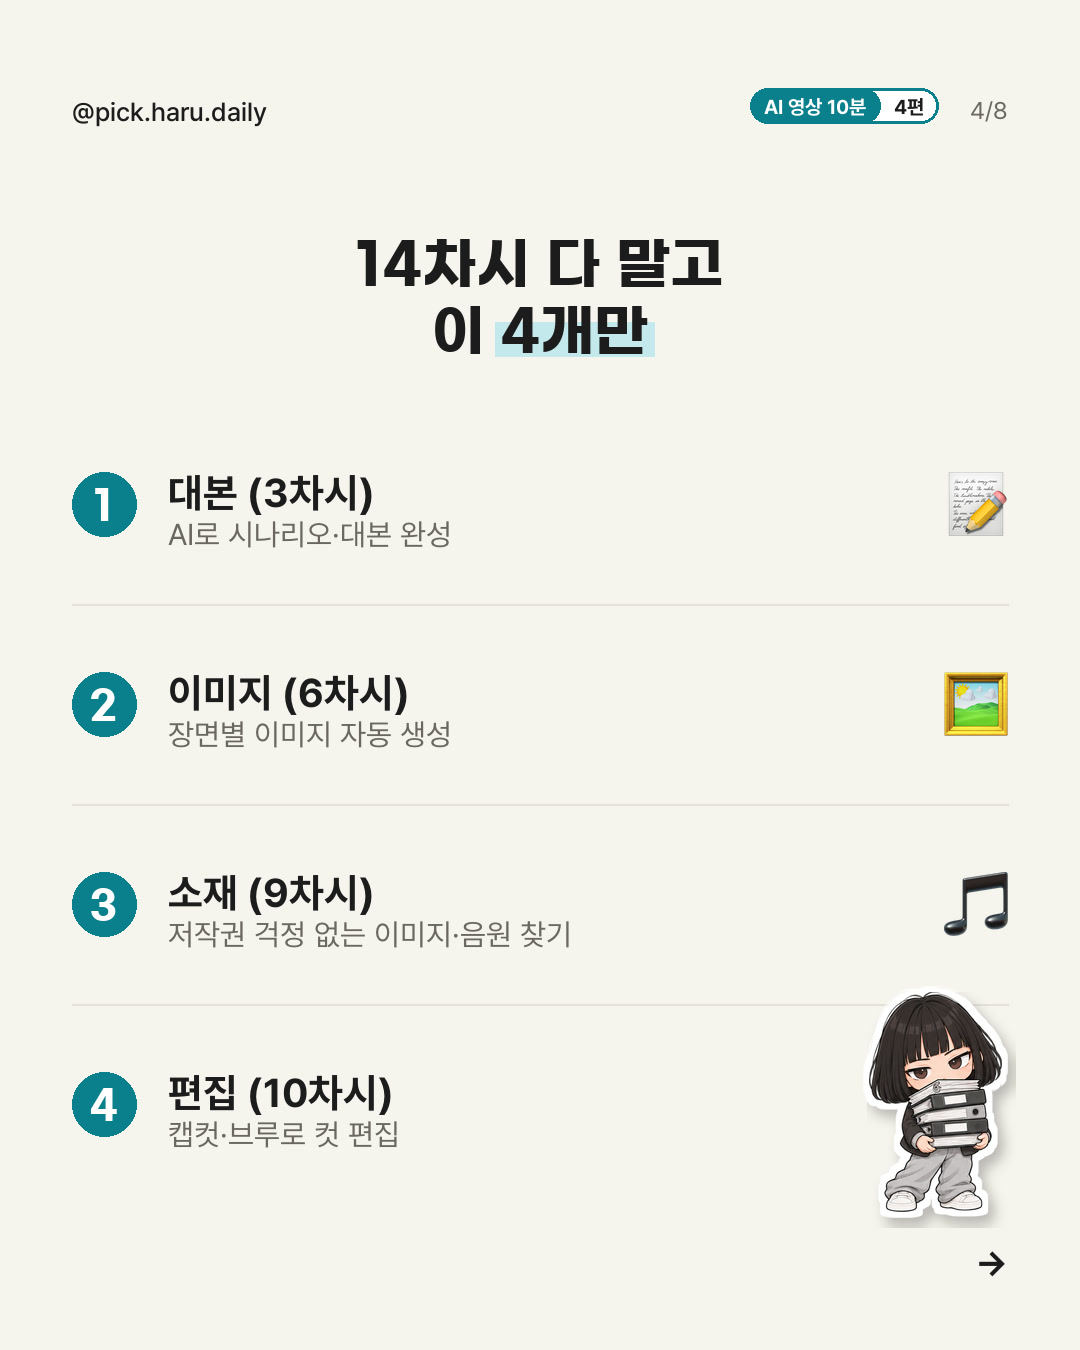 @pick.haru.daily
AI 영상 10분 4편 4/8
14차시 다 말고
이 4개만
1 대본 (3차시)
AI로 시나리오·대본 완성
2 이미지 (6차시)
장면별 이미지 자동 생성
3 소재 (9차시)
저작권 걱정 없는 이미지·음원 찾기
4 편집 (10차시)
캡컷·브루로 컷 편집
→